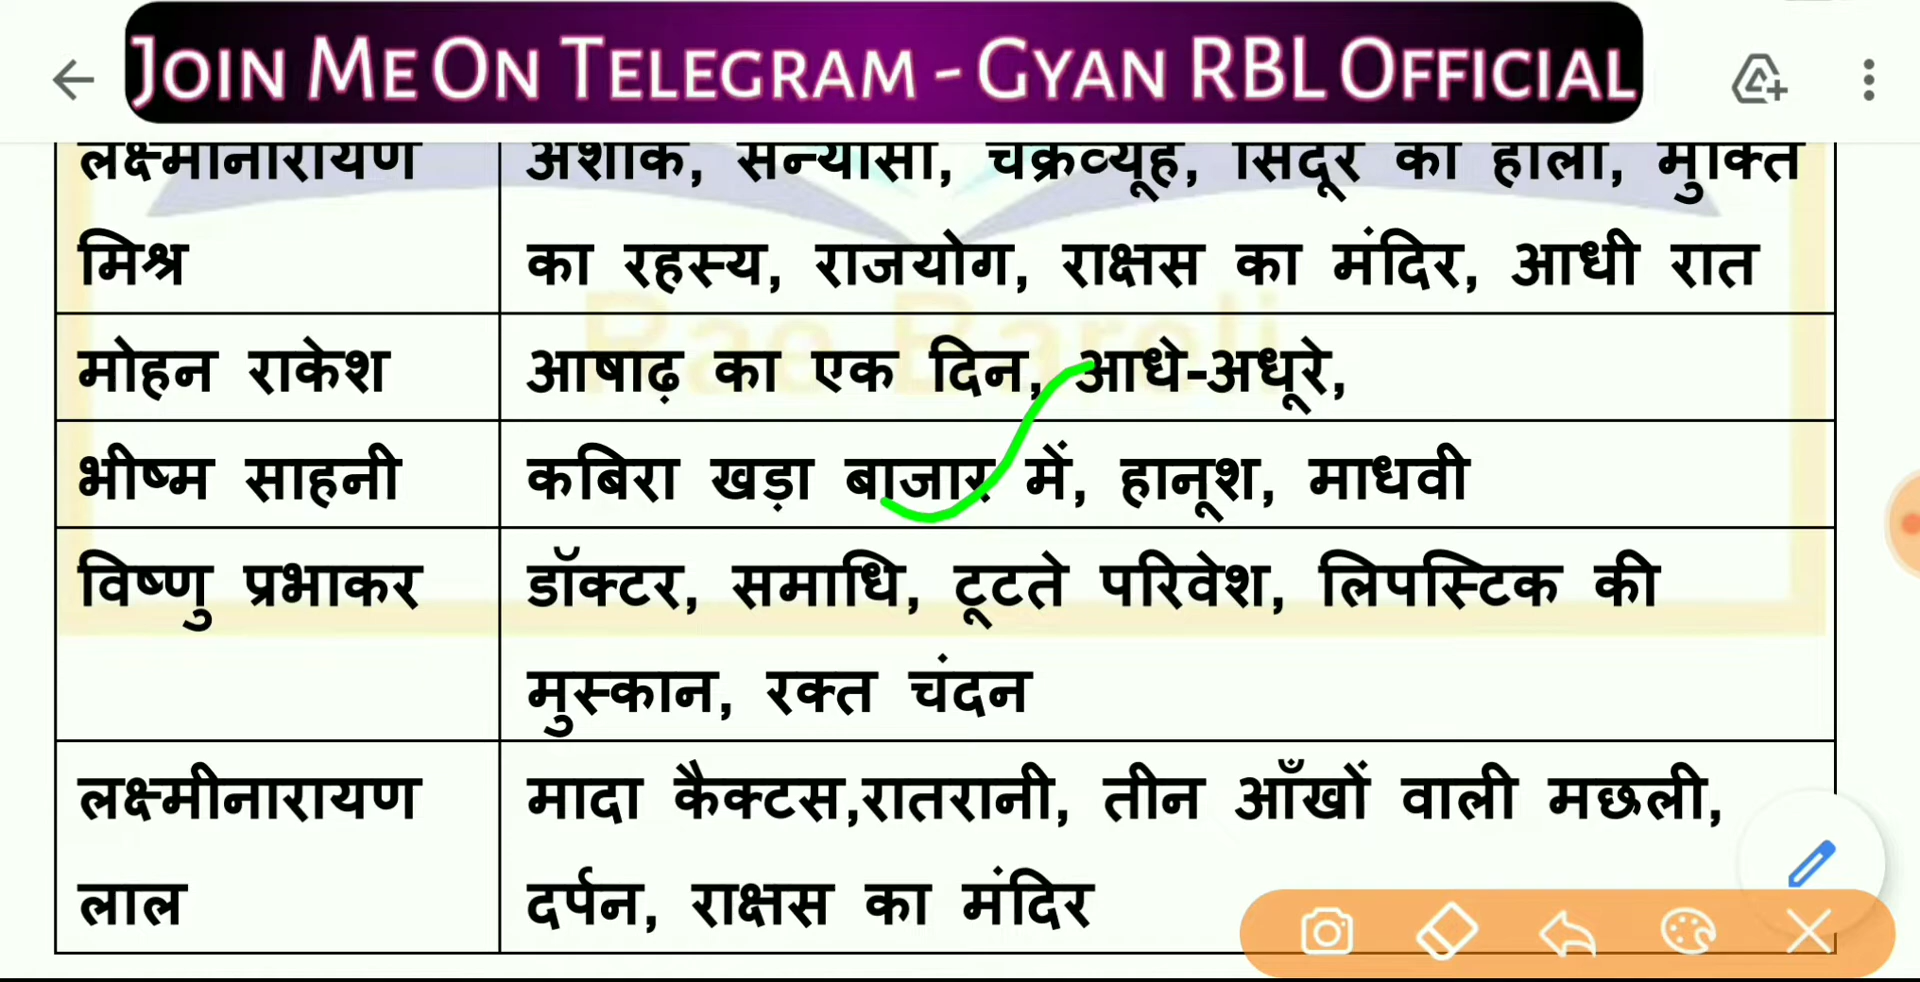 JOIN ME ON TELEGRAM - GYAN RBL OFFICIAL
लक्ष्मीनारायण अशोक, सन्यासी, चक्रव्यूह, सिंदूर की होली, मुक्ति
मिश्र का रहस्य, राजयोग, राक्षस का मंदिर, आधी रात
मोहन राकेश आषाढ़ का एक दिन, आधे-अधूरे,
भीष्म साहनी कबिरा खड़ा बाजार में, हानूश, माधवी
विष्णु प्रभाकर डॉक्टर, समाधि, टूटते परिवेश, लिपस्टिक की
मुस्कान, रक्त चंदन
लक्ष्मीनारायण मादा कैक्टस,रातरानी, तीन आँखों वाली मछली,
लाल दर्पन, राक्षस का मंदिर
Rae Bareli